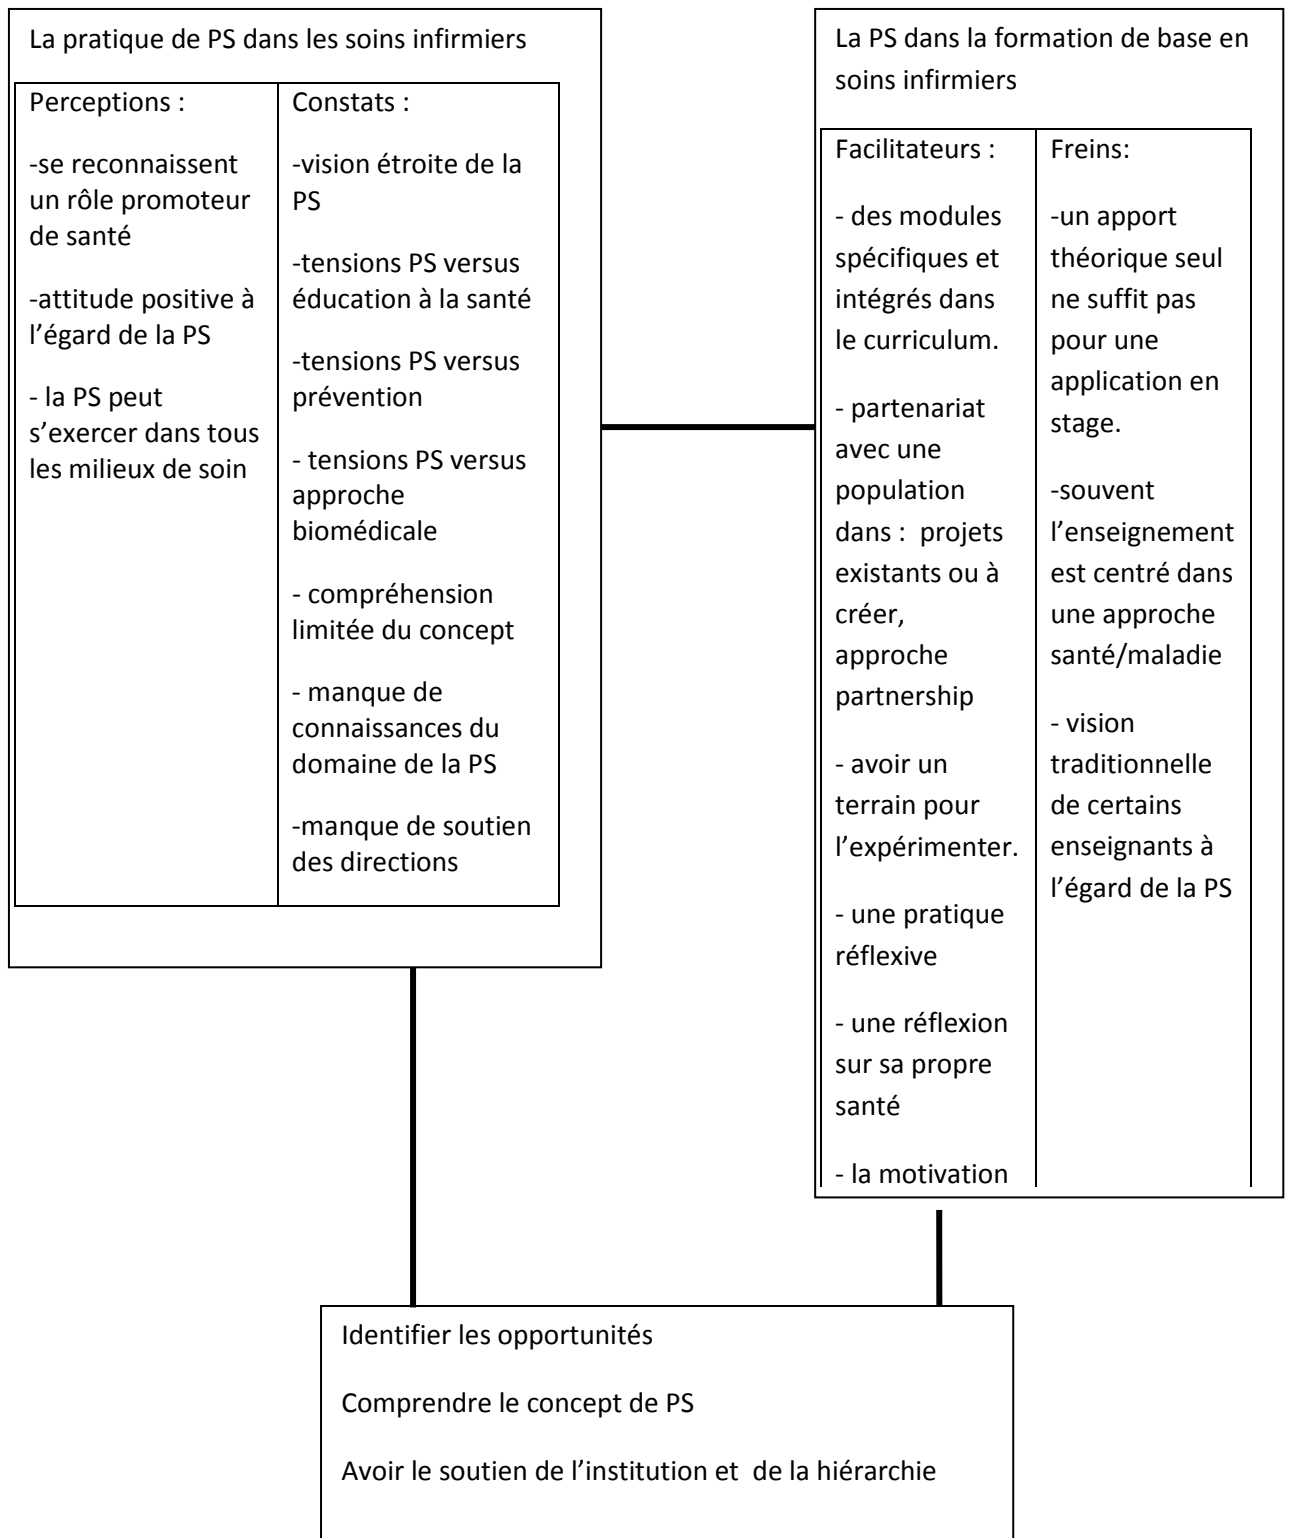 La pratique de PS dans les soins infirmiers
Perceptions :
-se reconnaissent
un rôle promoteur
de santé
-attitude positive à
l’égard de la PS
- la PS peut
s’exercer dans tous
les milieux de soin
Constats :
-vision étroite de la
PS
-tensions PS versus
éducation à la santé
-tensions PS versus
prévention
- tensions PS versus
approche
biomédicale
- compréhension
limitée du concept
- manque de
connaissances du
domaine de la PS
-manque de soutien
des directions
La PS dans la formation de base en
soins infirmiers
Facilitateurs :
- des modules
spécifiques et
intégrés dans
le curriculum.
- partenariat
avec une
population
dans :  projets
existants ou à
créer,
approche
partnership
- avoir un
terrain pour
l’expérimenter.
- une pratique
réflexive
- une réflexion
sur sa propre
santé
- la motivation
Freins:
-un apport
théorique seul
ne suffit pas
pour une
application en
stage.
-souvent
l’enseignement
est centré dans
une approche
santé/maladie
- vision
traditionnelle
de certains
enseignants à
l’égard de la PS
Identifier les opportunités
Comprendre le concept de PS
Avoir le soutien de l’institution et  de la hiérarchie